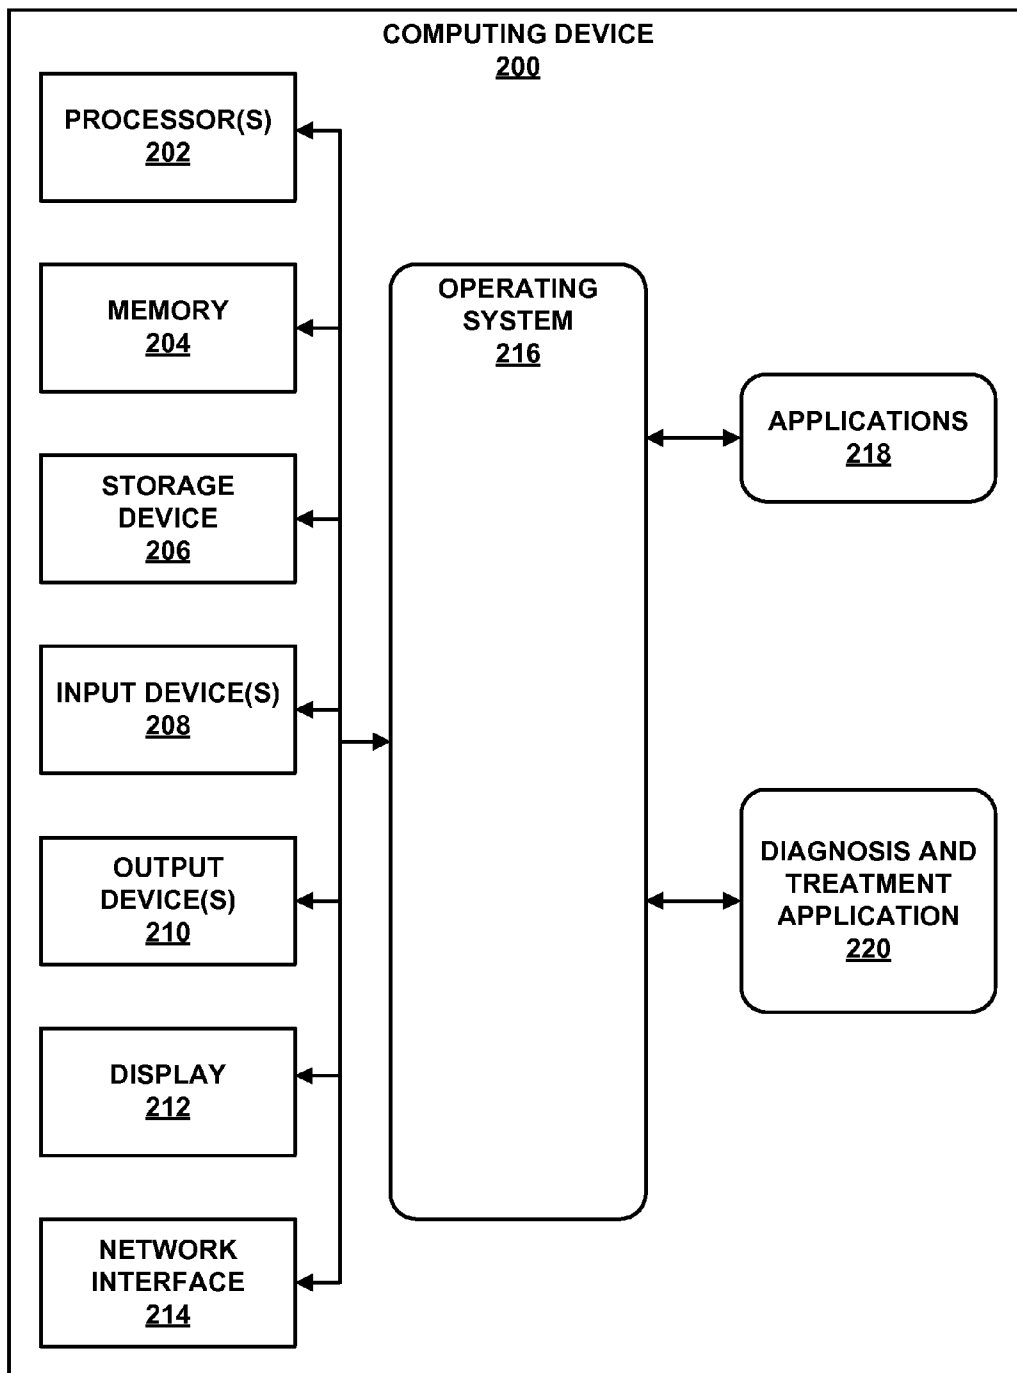 COMPUTING DEVICE
200
PROCESSOR(S)
202
MEMORY
204
STORAGE
DEVICE
206
INPUT DEVICE(S)
208
OUTPUT
DEVICE(S)
210
DISPLAY
212
NETWORK
INTERFACE
214
OPERATING
SYSTEM
216
APPLICATIONS
218
DIAGNOSIS AND
TREATMENT
APPLICATION
220